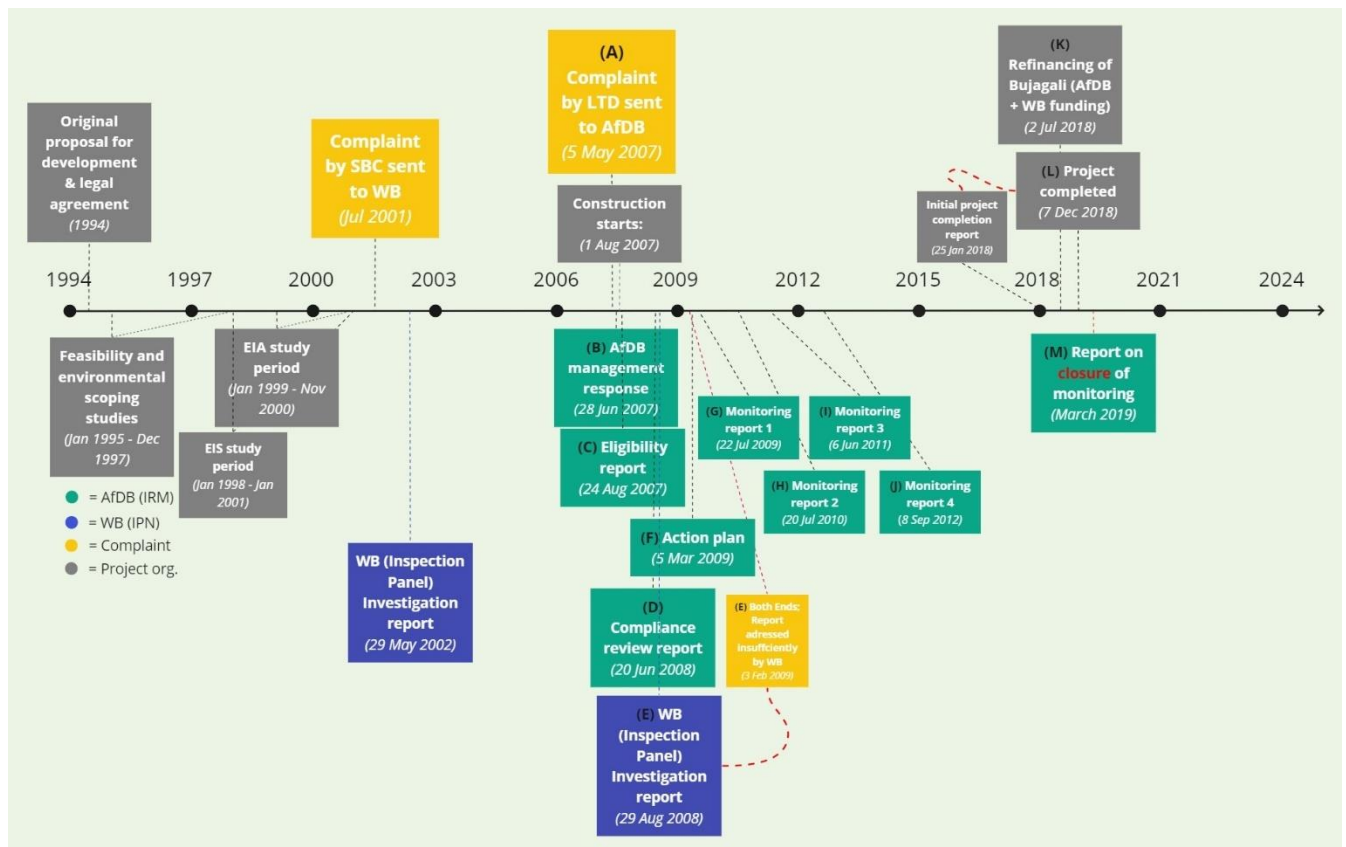 (A)
Complaint
by LTD sent
to AfDB
(5 May 2007)
(K)
Refinancing of
Bujagali (AfDB
+ WB funding)
(2 Jul 2018)
Original
proposal for
development
& legal
agreement
(1994)
Complaint
by SBC sent
to WB
(Jul 2001)
Construction
starts:
(1 Aug 2007)
(L) Project
completed
(7 Dec 2018)
Initial project
completion
report
(25 Jan 2018)
1994 1997 2000 2003 2006 2009 2012 2015 2018 2021 2024
Feasibility and
environmental
scoping
studies
(Jan 1995 - Dec
1997)
EIA study
period
(Jan 1999 - Nov
2000)
EIS study
period
(Jan 1998 - Jan
2001)
(B) AfDB
management
response
(28 Jun 2007)
(C) Eligibility
report
(24 Aug 2007)
(G) Monitoring
report 1
(22 Jul 2009)
(I) Monitoring
report 3
(6 Jun 2011)
(H) Monitoring
report 2
(20 Jul 2010)
(J) Monitoring
report 4
(8 Sep 2012)
(M) Report on
closure of
monitoring
(March 2019)
= AfDB (IRM)
= WB (IPN)
= Complaint
= Project org.
WB (Inspection
Panel)
Investigation
report
(29 May 2002)
(F) Action plan
(5 Mar 2009)
(D)
Compliance
review report
(20 Jun 2008)
(E) Both Ends:
Report
adressed
insuffciently
by WB
(3 Feb 2009)
(E) WB
(Inspection
Panel)
Investigation
report
(29 Aug 2008)